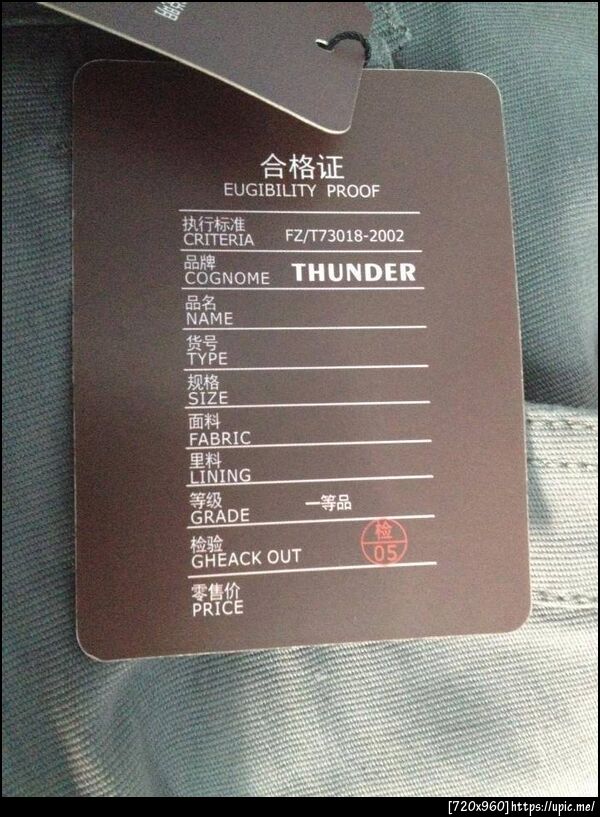 合格证
EUGIBILITY PROOF
执行标准
CRITERIA FZ/T73018-2002
品牌
COGNOME THUNDER
品名
NAME
货号
TYPE
规格
SIZE
面料
FABRIC
里料
LINING
等级
GRADE 一等品
检验
GHEACK OUT
检
05
零售价
PRICE
[720x960]https://upic.me/